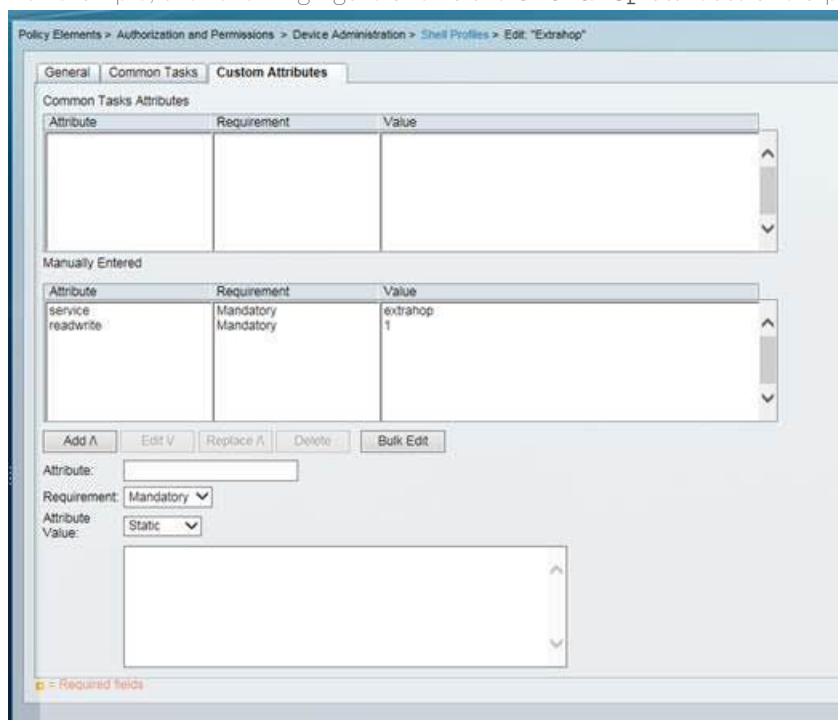 Policy Elements > Authorization and Permissions > Device Administration > Shell Profiles > Edit: "Extrahop"
General Common Tasks Custom Attributes
Common Tasks Attributes
Attribute Requirement Value
Manually Entered
Attribute Requirement Value
service Mandatory extrahop
readwrite Mandatory 1
Add Λ Edit V Replace Λ Delete Bulk Edit
Attribute:
Requirement: Mandatory
Attribute Value: Static
= Required fields